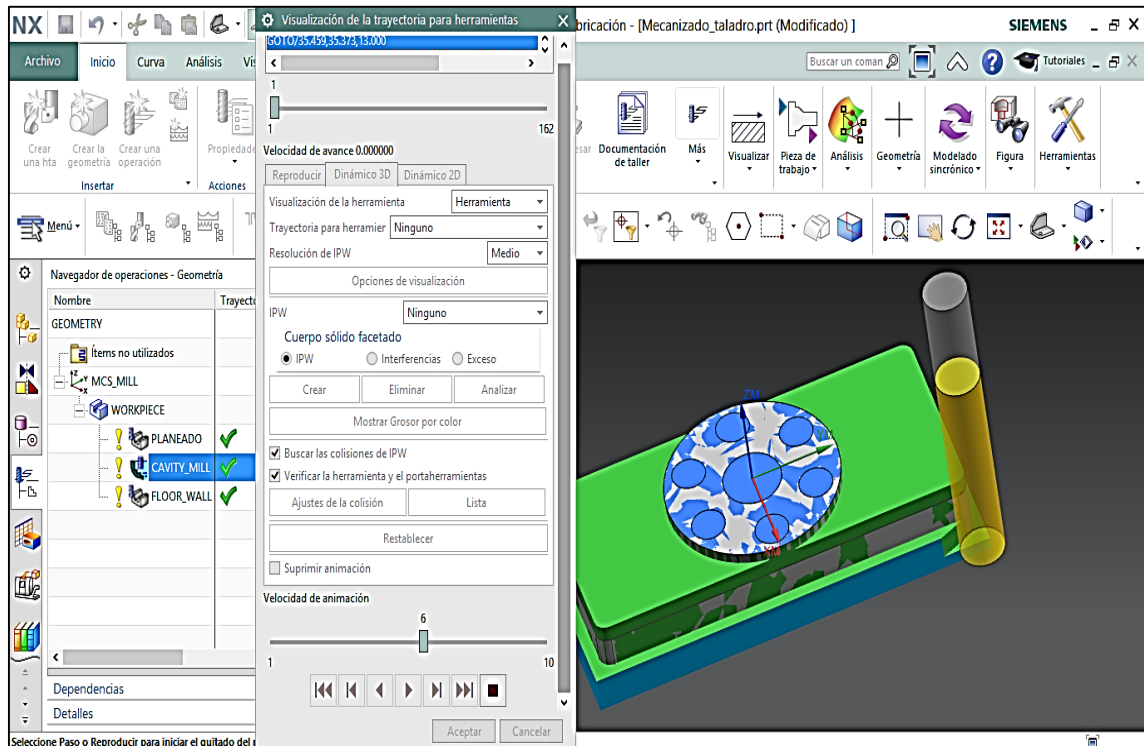 NX
Visualización de la trayectoria para herramientas
bricación - [Mecanizado_taladro.prt (Modificado) ]
SIEMENS
Archivo
Inicio
Curva
Análisis
Buscar un coman
Tutoriales
GOTO/35.459,35.373,13.000
1
1
162
Crear una hta
Crear la geometría
Crear una operación
Insertar
Acciones
Documentación de taller
Más
Visualizar
Pieza de trabajo
Análisis
Geometría
Modelado sincrónico
Figura
Herramientas
Menú
Velocidad de avance 0.000000
Reproducir
Dinámico 3D
Dinámico 2D
Visualización de la herramienta
Herramienta
Trayectoria para herramier
Ninguno
Resolución de IPW
Medio
Opciones de visualización
IPW
Ninguno
Cuerpo sólido facetado
IPW
Interferencias
Exceso
Crear
Eliminar
Analizar
Mostrar Grosor por color
Buscar las colisiones de IPW
Verificar la herramienta y el portaherramientas
Ajustes de la colisión
Lista
Restablecer
Suprimir animación
Velocidad de animación
6
1
10
Aceptar
Cancelar
Navegador de operaciones - Geometría
Nombre
Trayecto
GEOMETRY
Ítems no utilizados
MCS_MILL
WORKPIECE
PLANEADO
CAVITY_MILL
FLOOR_WALL
Dependencias
Detalles
Seleccione Paso o Reproducir para iniciar el quitado del
ZM
XM